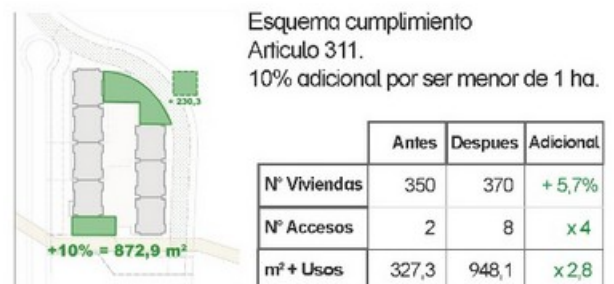 Esquema cumplimiento
Articulo 311.
10% adicional por ser menor de 1 ha.
+ 230,3
+10% = 872,9 m²
Antes Despues Adicional
N° Viviendas 350 370 + 5,7%
N° Accesos 2 8 x 4
m² + Usos 327,3 948,1 x 2,8